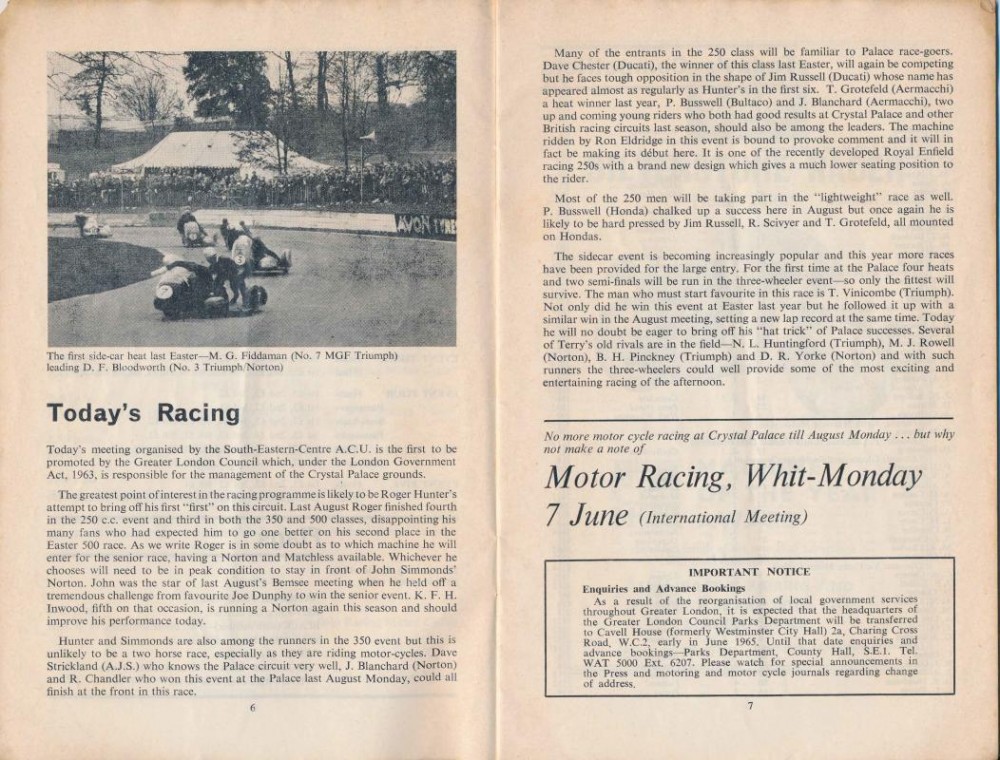 AVON TYRES
The first side-car heat last Easter—M. G. Fiddaman (No. 7 MGF Triumph)
leading D. F. Bloodworth (No. 3 Triumph/Norton)
Today's Racing
Today's meeting organised by the South-Eastern-Centre A.C.U. is the first to be
promoted by the Greater London Council which, under the London Government
Act, 1963, is responsible for the management of the Crystal Palace grounds.
The greatest point of interest in the racing programme is likely to be Roger Hunter's
attempt to bring off his first "first" on this circuit. Last August Roger finished fourth
in the 250 c.c. event and third in both the 350 and 500 classes, disappointing his
many fans who had expected him to go one better on his second place in the
Easter 500 race. As we write Roger is in some doubt as to which machine he will
enter for the senior race, having a Norton and Matchless available. Whichever he
chooses will need to be in peak condition to stay in front of John Simmonds'
Norton. John was the star of last August's Bemsee meeting when he held off a
tremendous challenge from favourite Joe Dunphy to win the senior event. K. F. H.
Inwood, fifth on that occasion, is running a Norton again this season and should
improve his performance today.
Hunter and Simmonds are also among the runners in the 350 event but this is
unlikely to be a two horse race, especially as they are riding motor-cycles. Dave
Strickland (A.J.S.) who knows the Palace circuit very well, J. Blanchard (Norton)
and R. Chandler who won this event at the Palace last August Monday, could all
finish at the front in this race.
6
Many of the entrants in the 250 class will be familiar to Palace race-goers.
Dave Chester (Ducati), the winner of this class last Easter, will again be competing
but he faces tough opposition in the shape of Jim Russell (Ducati) whose name has
appeared almost as regularly as Hunter's in the first six. T. Grotefeld (Aermacchi)
a heat winner last year, P. Busswell (Bultaco) and J. Blanchard (Aermacchi), two
up and coming young riders who both had good results at Crystal Palace and other
British racing circuits last season, should also be among the leaders. The machine
ridden by Ron Eldridge in this event is bound to provoke comment and it will in
fact be making its début here. It is one of the recently developed Royal Enfield
racing 250s with a brand new design which gives a much lower seating position to
the rider.
Most of the 250 men will be taking part in the "lightweight" race as well.
P. Busswell (Honda) chalked up a success here in August but once again he is
likely to be hard pressed by Jim Russell, R. Scivyer and T. Grotefeld, all mounted
on Hondas.
The sidecar event is becoming increasingly popular and this year more races
have been provided for the large entry. For the first time at the Palace four heats
and two semi-finals will be run in the three-wheeler event—so only the fittest will
survive. The man who must start favourite in this race is T. Vinicombe (Triumph).
Not only did he win this event at Easter last year but he followed it up with a
similar win in the August meeting, setting a new lap record at the same time. Today
he will no doubt be eager to bring off his "hat trick" of Palace successes. Several
of Terry's old rivals are in the field—N. L. Huntingford (Triumph), M. J. Rowell
(Norton), B. H. Pinckney (Triumph) and D. R. Yorke (Norton) and with such
runners the three-wheelers could well provide some of the most exciting and
entertaining racing of the afternoon.
No more motor cycle racing at Crystal Palace till August Monday . . . but why
not make a note of
Motor Racing, Whit-Monday
7 June (International Meeting)
IMPORTANT NOTICE
Enquiries and Advance Bookings
As a result of the reorganisation of local government services
throughout Greater London, it is expected that the headquarters of
the Greater London Council Parks Department will be transferred
to Cavell House (formerly Westminster City Hall) 2a, Charing Cross
Road, W.C.2, early in June 1965. Until that date enquiries and
advance bookings—Parks Department, County Hall, S.E.1. Tel.
WAT 5000 Ext. 6207. Please watch for special announcements in
the Press and motoring and motor cycle journals regarding change
of address.
7